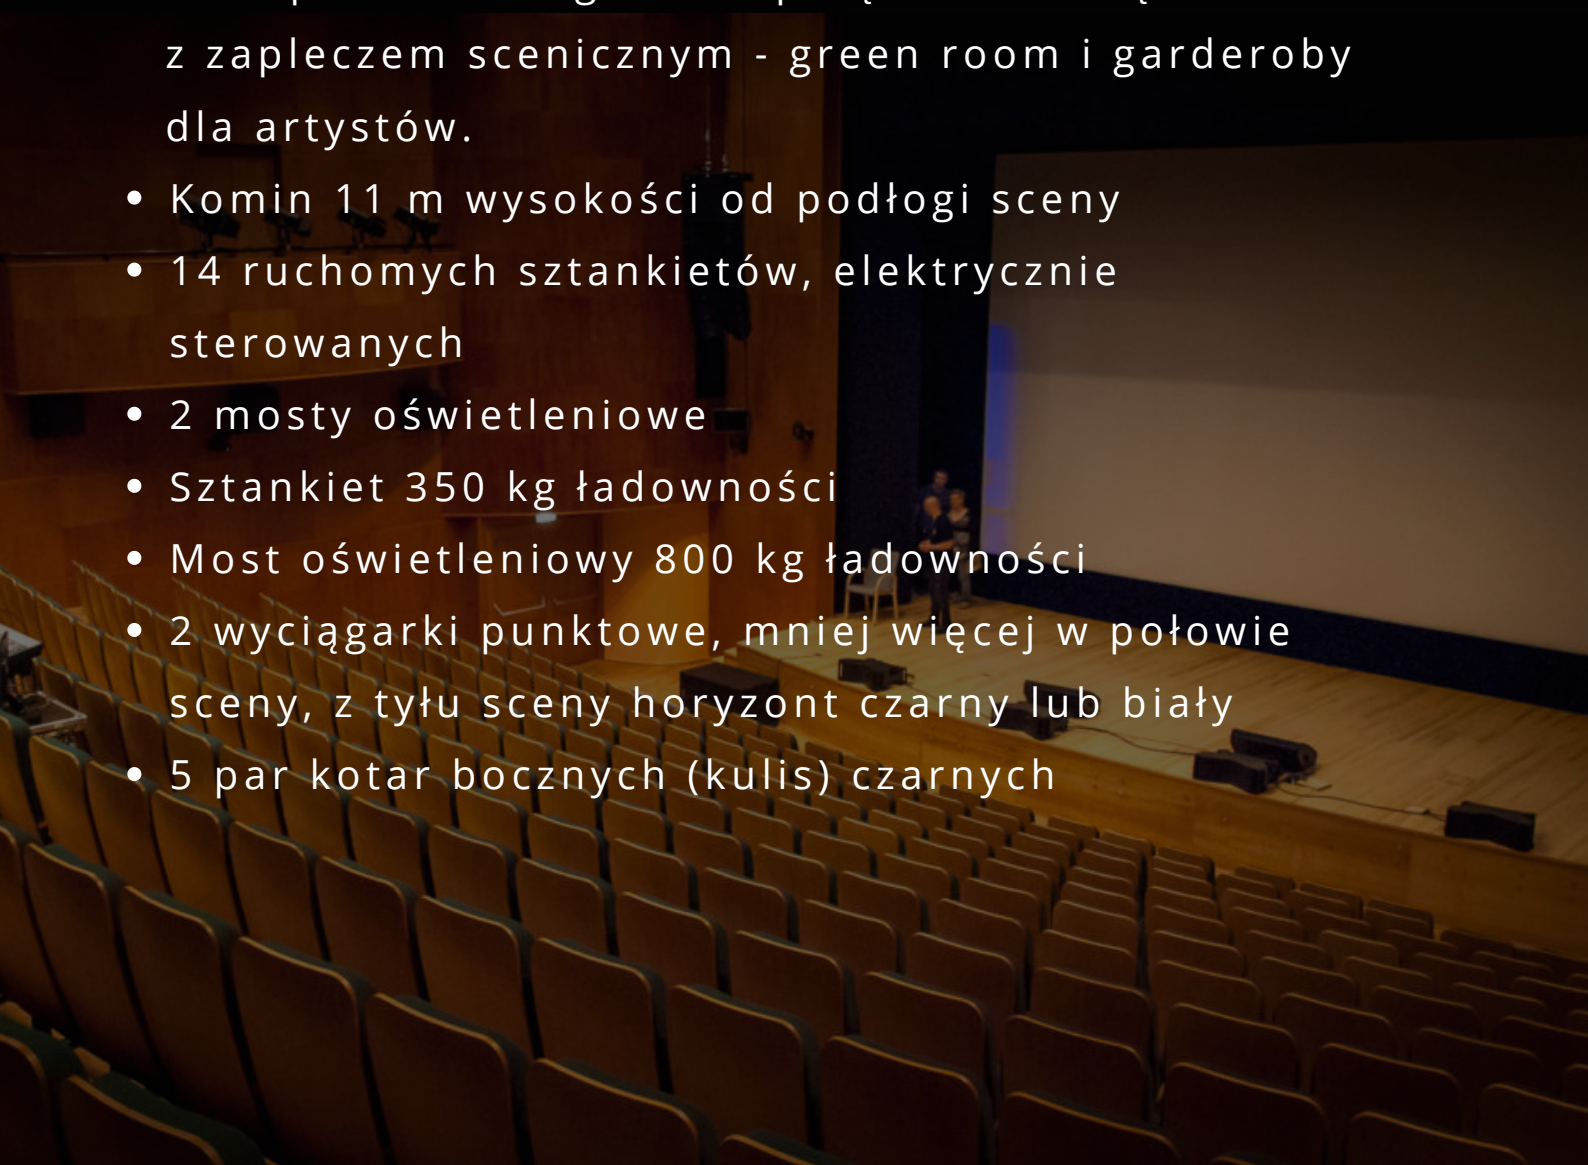 z zapleczem scenicznym - green room i garderoby
dla artystów.
• Komin 11 m wysokości od podłogi sceny
• 14 ruchomych sztankietów, elektrycznie
sterowanych
• 2 mosty oświetleniowe
• Sztankiet 350 kg ładowności
• Most oświetleniowy 800 kg ładowności
• 2 wyciągarki punktowe, mniej więcej w połowie
sceny, z tyłu sceny horyzont czarny lub biały
• 5 par kotar bocznych (kulis) czarnych